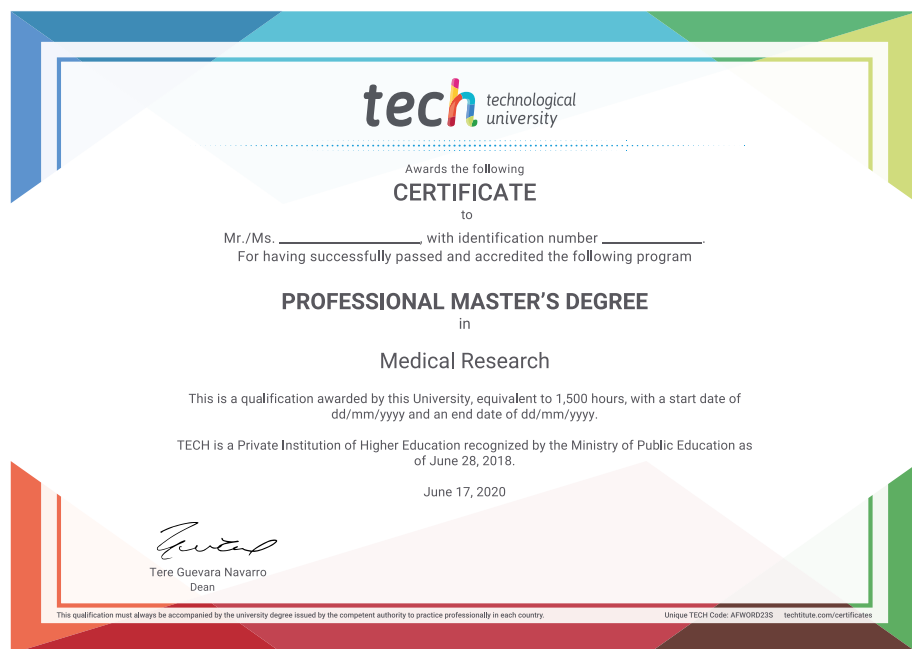 tech technological
university
Awards the following
CERTIFICATE
to
Mr./Ms. ____________________, with identification number ______________.
For having successfully passed and accredited the following program
PROFESSIONAL MASTER'S DEGREE
in
Medical Research
This is a qualification awarded by this University, equivalent to 1,500 hours, with a start date of
dd/mm/yyyy and an end date of dd/mm/yyyy.
TECH is a Private Institution of Higher Education recognized by the Ministry of Public Education as
of June 28, 2018.
June 17, 2020
Tere Guevara Navarro
Dean
This qualification must always be accompanied by the university degree issued by the competent authority to practice professionally in each country.
Unique TECH Code: AFWORD23S techtitute.com/certificates